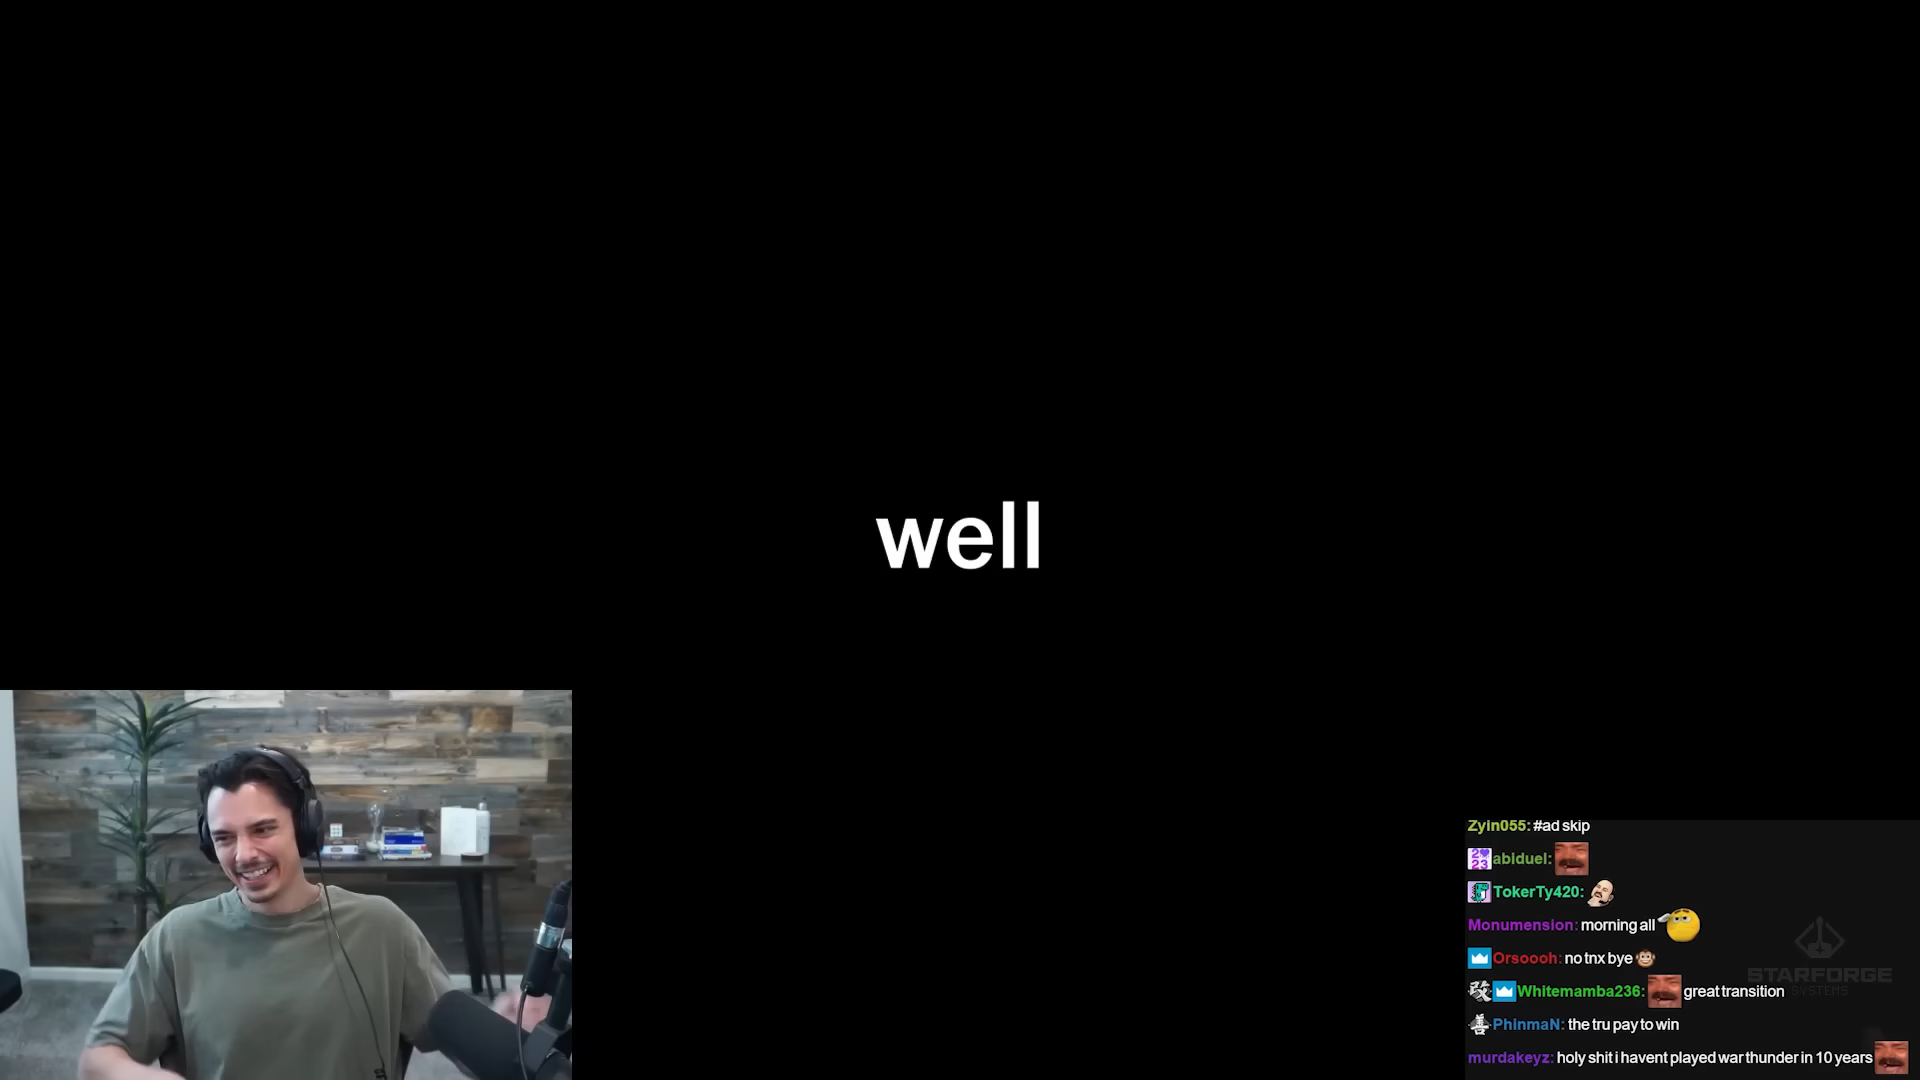 well
Zyin055: #ad skip
abiduel:
TokerTy420:
Monumension: morning all
Orsoooh: no tnx bye
Whitemamba236: great transition
PhinmaN: the tru pay to win
murdakeyz: holy shit i havent played war thunder in 10 years
STARFORGE
SYSTEMS